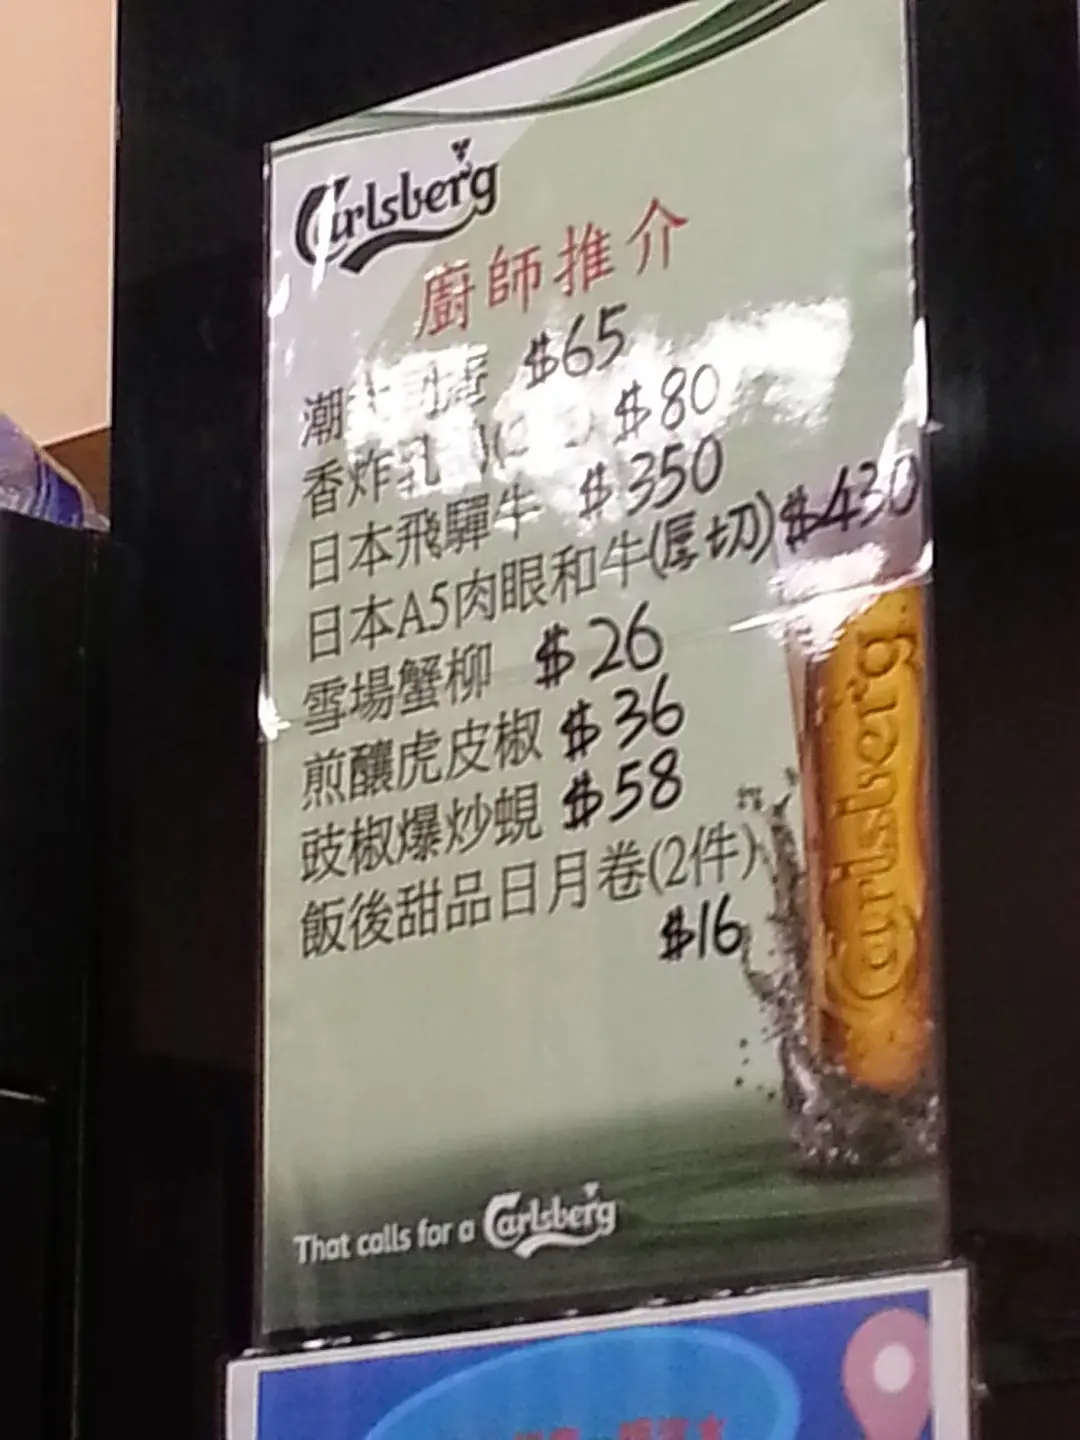 Carlsberg
廚師推介
潮 $65
香炸乳 $80
日本飛驒牛 $350
日本A5肉眼和牛(厚切) $430
雪場蟹柳 $26
煎釀虎皮椒 $36
豉椒爆炒蜆 $58
飯後甜品日月卷(2件)
$16
Carlsberg
That calls for a Carlsberg